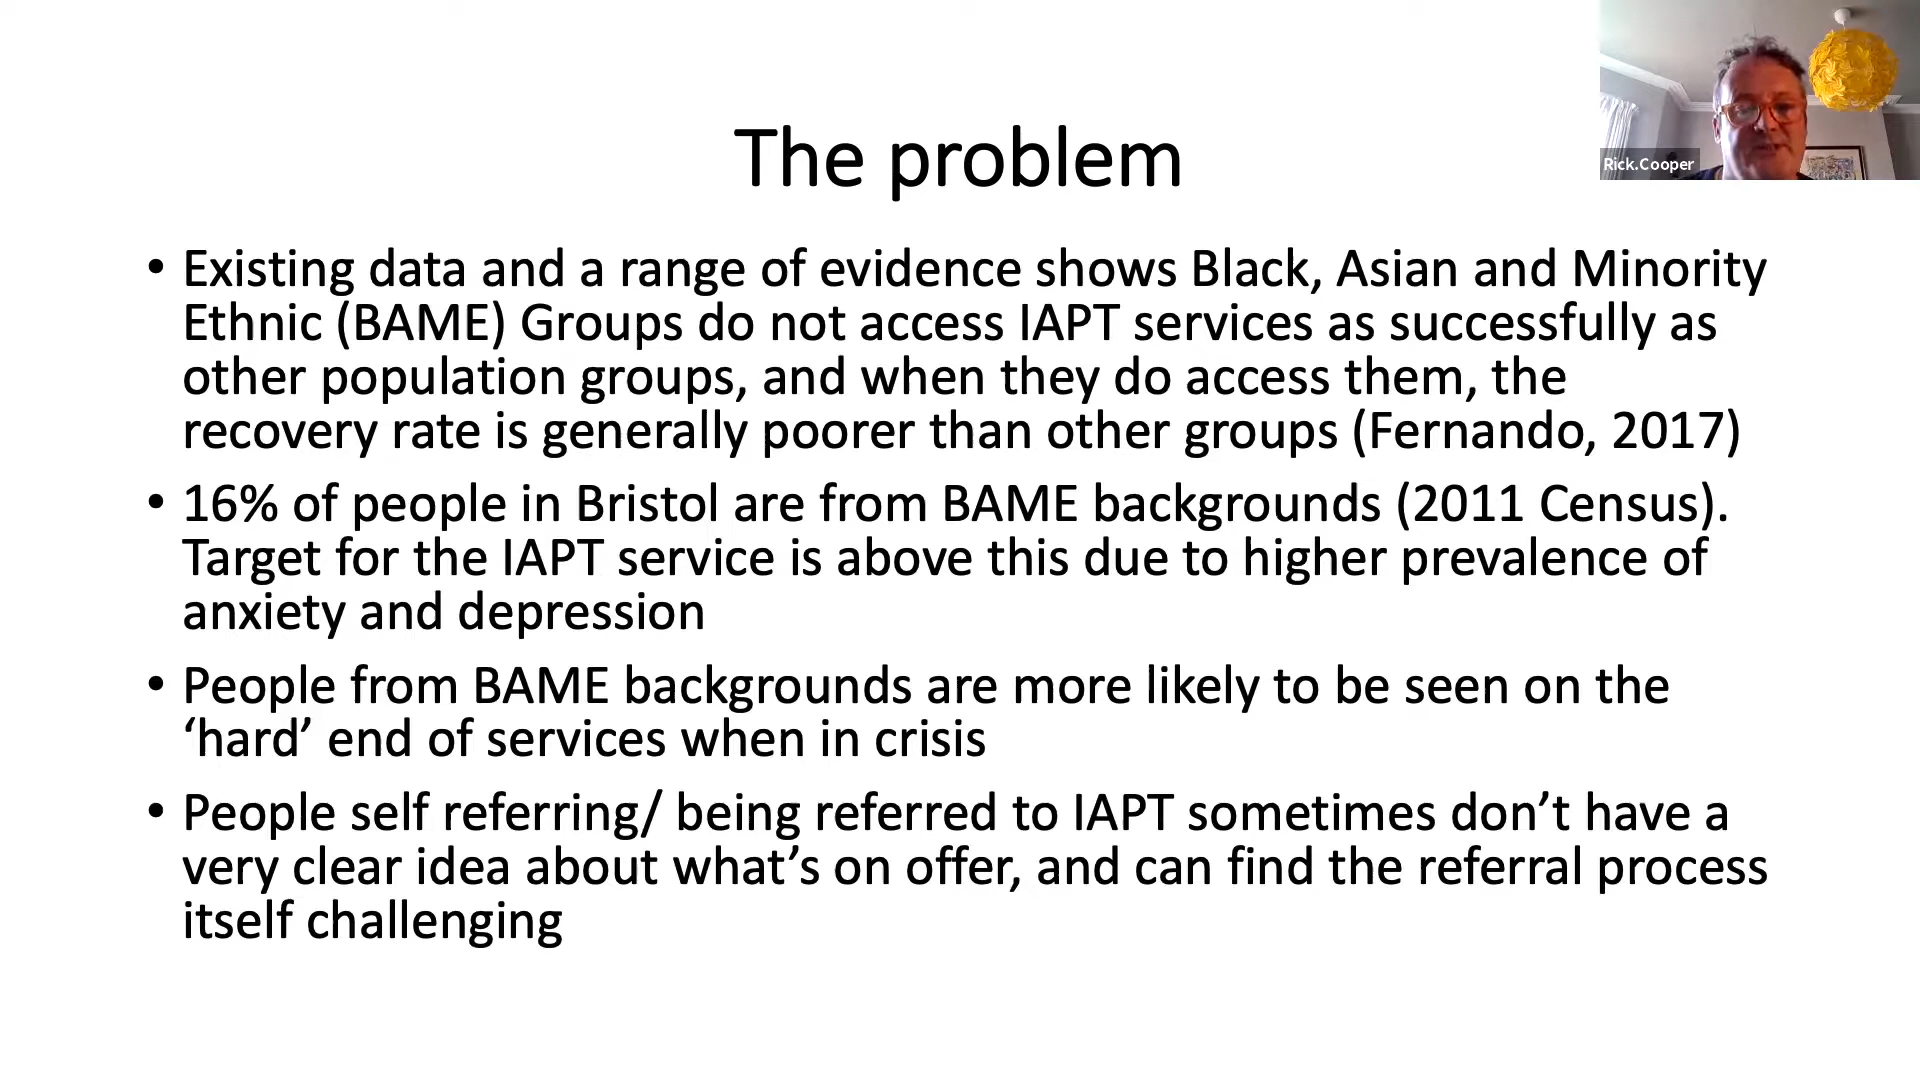 The problem
Rick.Cooper
• Existing data and a range of evidence shows Black, Asian and Minority
Ethnic (BAME) Groups do not access IAPT services as successfully as
other population groups, and when they do access them, the
recovery rate is generally poorer than other groups (Fernando, 2017)
• 16% of people in Bristol are from BAME backgrounds (2011 Census).
Target for the IAPT service is above this due to higher prevalence of
anxiety and depression
• People from BAME backgrounds are more likely to be seen on the
‘hard’ end of services when in crisis
• People self referring/ being referred to IAPT sometimes don’t have a
very clear idea about what’s on offer, and can find the referral process
itself challenging